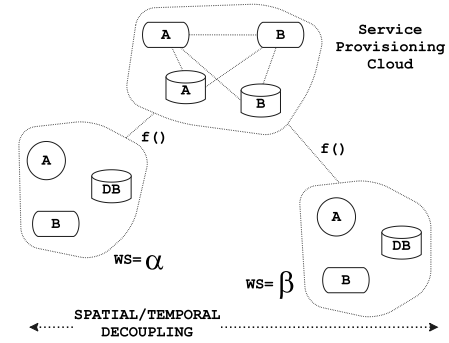 Service
Provisioning
Cloud
A
B
A
B
f()
f()
A
DB
B
WS= α
A
DB
B
WS= β
SPATIAL/TEMPORAL
DECOUPLING